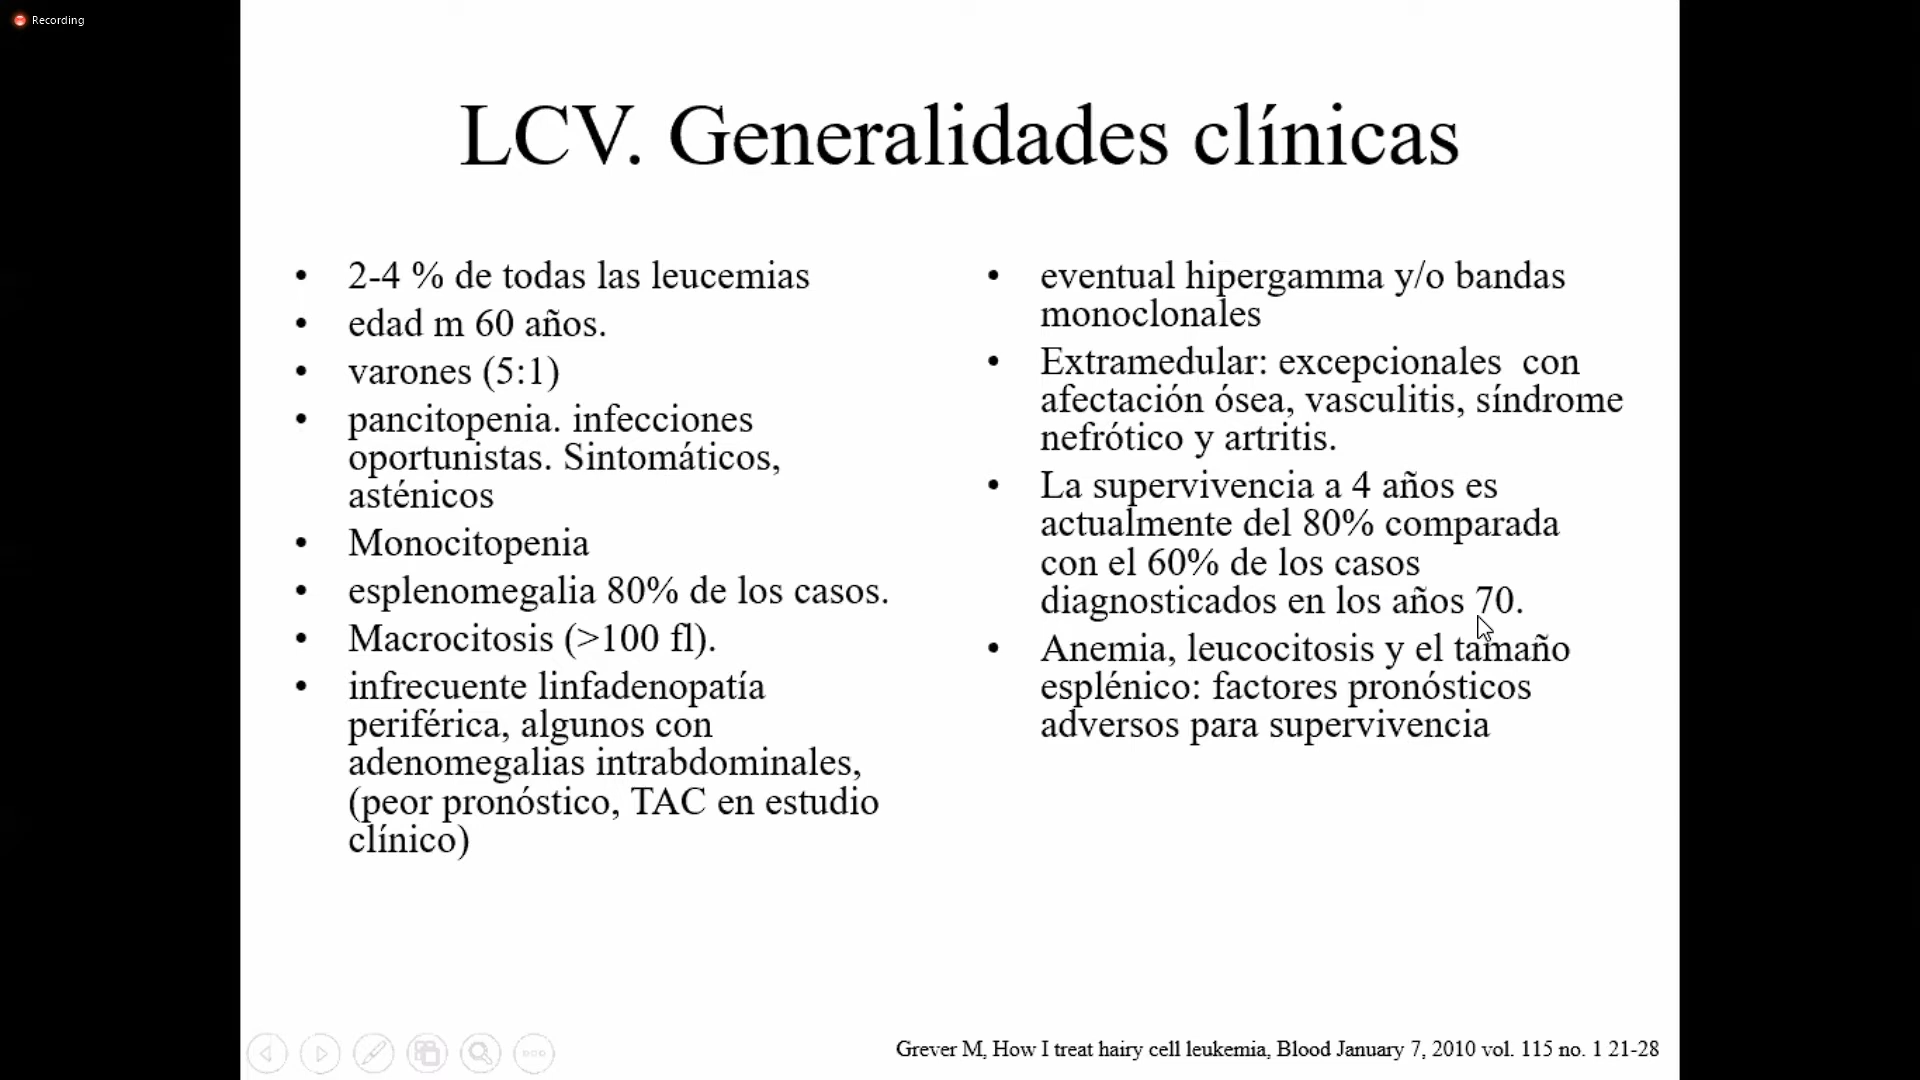 Recording
LCV. Generalidades clínicas
• 2-4 % de todas las leucemias
• edad m 60 años.
• varones (5:1)
• pancitopenia. infecciones
oportunistas. Sintomáticos,
asténicos
• Monocitopenia
• esplenomegalia 80% de los casos.
• Macrocitosis (>100 fl).
• infrecuente linfadenopatía
periférica, algunos con
adenomegalias intrabdominales,
(peor pronóstico, TAC en estudio
clínico)
• eventual hipergamma y/o bandas
monoclonales
• Extramedular: excepcionales  con
afectación ósea, vasculitis, síndrome
nefrótico y artritis.
• La supervivencia a 4 años es
actualmente del 80% comparada
con el 60% de los casos
diagnosticados en los años 70.
• Anemia, leucocitosis y el tamaño
esplénico: factores pronósticos
adversos para supervivencia
Grever M, How I treat hairy cell leukemia, Blood January 7, 2010 vol. 115 no. 1 21-28